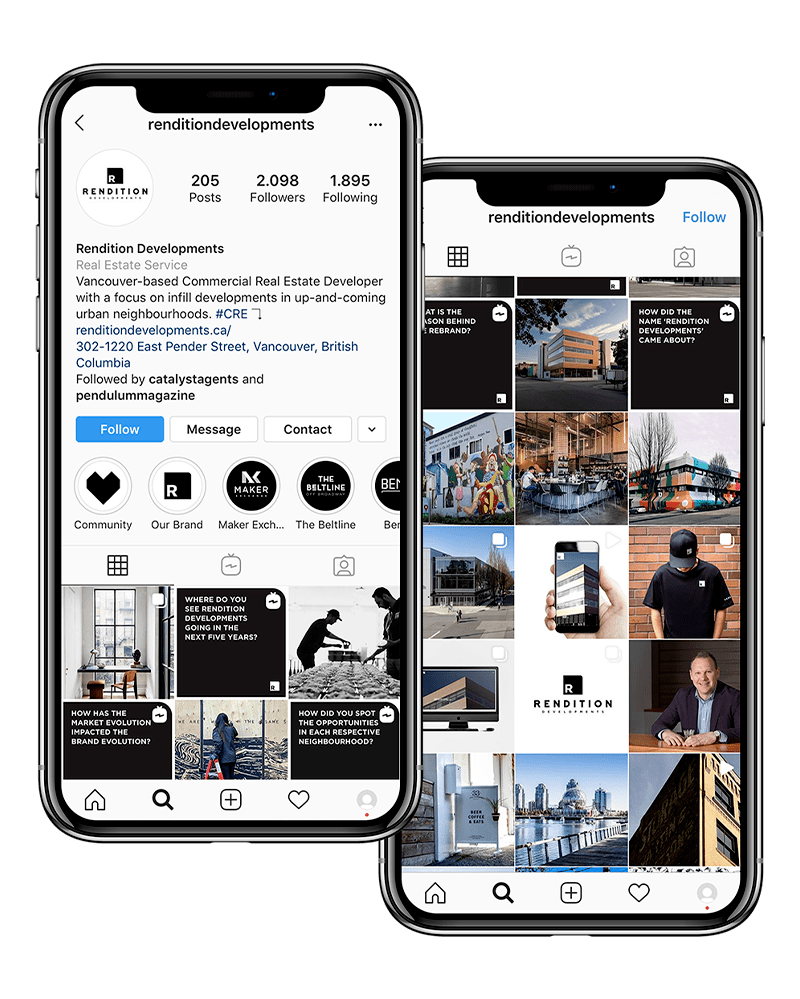 renditiondevelopments
R
RENDITION
DEVELOPMENTS
205
2.098
1.895
Posts
Followers
Following
Rendition Developments
Real Estate Service
Vancouver-based Commercial Real Estate Developer
with a focus on infill developments in up-and-coming
urban neighbourhoods. #CRE
renditiondevelopments.ca/
302-1220 East Pender Street, Vancouver, British
Columbia
Followed by catalystagents and
pendulummagazine
Follow
Message
Contact
R
MAKER
THE
BELTLINE
OFF BROADWAY
BEN
Community
Our Brand
Maker Exch...
The Beltline
Ben
WHERE DO YOU
SEE RENDITION
DEVELOPMENTS
GOING IN THE
NEXT FIVE YEARS?
R
HOW HAS THE
MARKET EVOLUTION
IMPACTED THE
BRAND EVOLUTION?
HOW DID YOU SPOT
THE OPPORTUNITIES
IN EACH RESPECTIVE
NEIGHBOURHOOD?
renditiondevelopments
Follow
R
AT IS THE
ASON BEHIND
E REBRAND?
R
HOW DID THE
NAME 'RENDITION
DEVELOPMENTS'
CAME ABOUT?
R
R
RENDITION
DEVELOPMENTS
33
BEER
COFFEE
& EATS